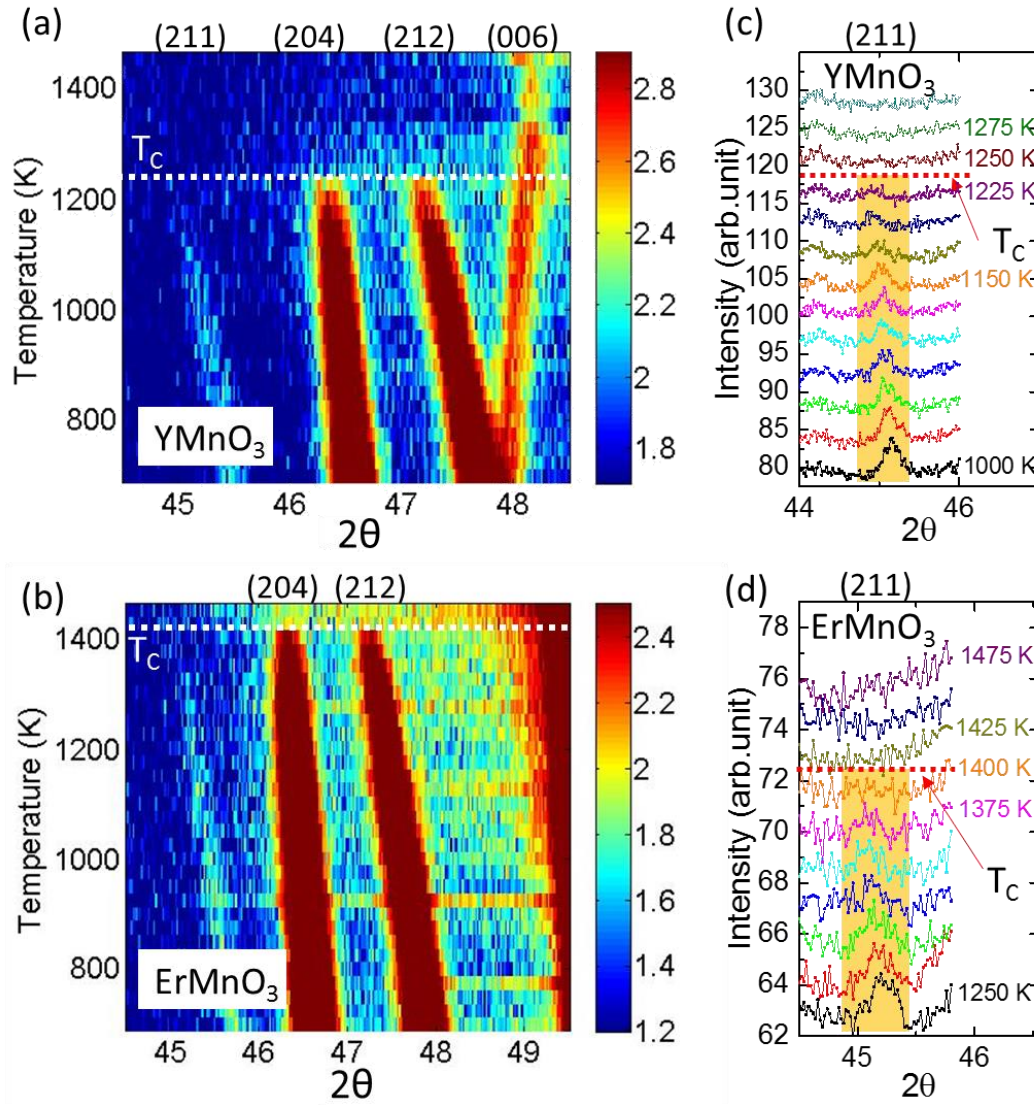 (a)
(211) (204) (212) (006)
1400
1200
1000
800
Temperature (K)
T_C
YMnO₃
45 46 47 48
2θ
2.8
2.6
2.4
2.2
2
1.8
(c)
(211)
YMnO₃
130
125
120
115
110
105
100
95
90
85
80
Intensity (arb.unit)
1275 K
1250 K
1225 K
T_C
1150 K
1000 K
44 46
2θ
(b)
(204) (212)
1400
1200
1000
800
Temperature (K)
T_C
ErMnO₃
45 46 47 48 49
2θ
2.4
2.2
2
1.8
1.6
1.4
1.2
(d)
(211)
ErMnO₃
78
76
74
72
70
68
66
64
62
Intensity (arb.unit)
1475 K
1425 K
1400 K
1375 K
T_C
1250 K
45 46
2θ